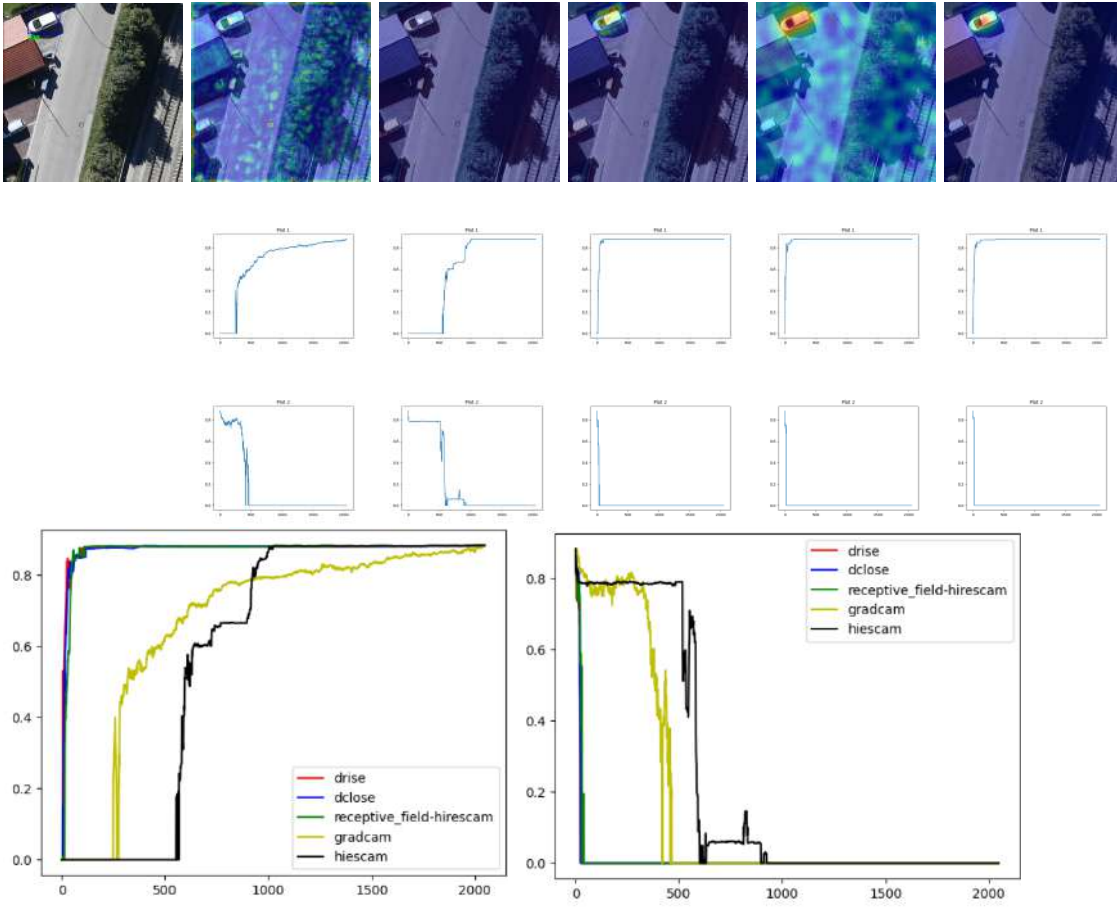 Plot 1 Plot 1 Plot 1 Plot 1 Plot 1
Plot 2 Plot 2 Plot 2 Plot 2 Plot 2
0.8
0.6
0.4
0.2
0.0
drise
dclose
receptive_field-hirescam
gradcam
hiescam
0 500 1000 1500 2000
0.8
0.6
0.4
0.2
0.0
drise
dclose
receptive_field-hirescam
gradcam
hiescam
0 500 1000 1500 2000